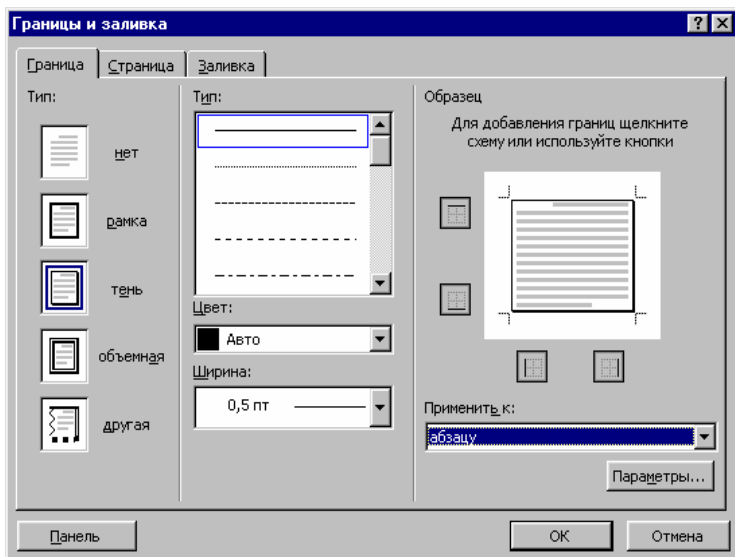 Границы и заливка
Граница
Страница
Заливка
Тип:
нет
рамка
тень
объемная
другая
Тип:
Цвет:
Авто
Ширина:
0,5 пт
Образец
Для добавления границ щелкните
схему или используйте кнопки
Применить к:
абзацу
Параметры...
Панель
ОК
Отмена